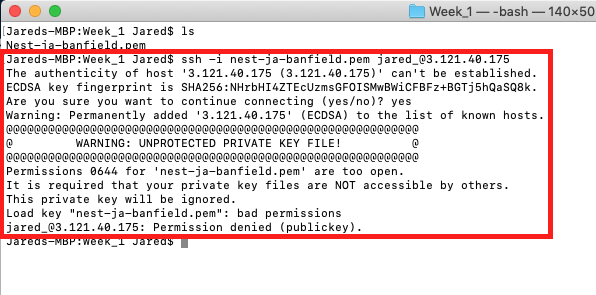 Week_1 — -bash — 140×50
[Jareds-MBP:Week_1 Jared$ ls
Nest-ja-banfield.pem
Jareds-MBP:Week_1 Jared$ ssh -i nest-ja-banfield.pem jared_@3.121.40.175
The authenticity of host '3.121.40.175 (3.121.40.175)' can't be established.
ECDSA key fingerprint is SHA256:NHrbHI4ZTEcUzmsGFOISMwBWiCFBFz+BGTj5hQaSQ8k.
Are you sure you want to continue connecting (yes/no)? yes
Warning: Permanently added '3.121.40.175' (ECDSA) to the list of known hosts.
@@@@@@@@@@@@@@@@@@@@@@@@@@@@@@@@@@@@@@@@@@@@@@@@@@@@@@@@@@@
@         WARNING: UNPROTECTED PRIVATE KEY FILE!          @
@@@@@@@@@@@@@@@@@@@@@@@@@@@@@@@@@@@@@@@@@@@@@@@@@@@@@@@@@@@
Permissions 0644 for 'nest-ja-banfield.pem' are too open.
It is required that your private key files are NOT accessible by others.
This private key will be ignored.
Load key "nest-ja-banfield.pem": bad permissions
jared_@3.121.40.175: Permission denied (publickey).
Jareds-MBP:Week_1 Jared$